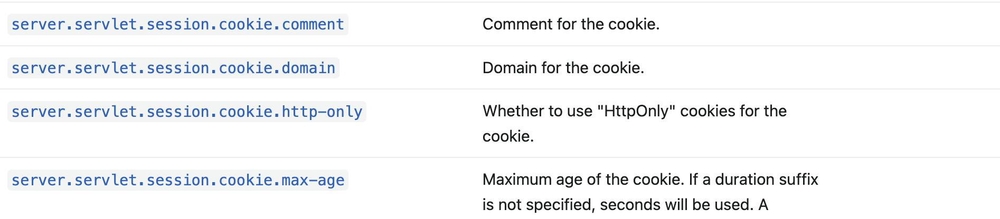 server.servlet.session.cookie.comment Comment for the cookie.
server.servlet.session.cookie.domain Domain for the cookie.
server.servlet.session.cookie.http-only Whether to use "HttpOnly" cookies for the
cookie.
server.servlet.session.cookie.max-age Maximum age of the cookie. If a duration suffix
is not specified, seconds will be used. A